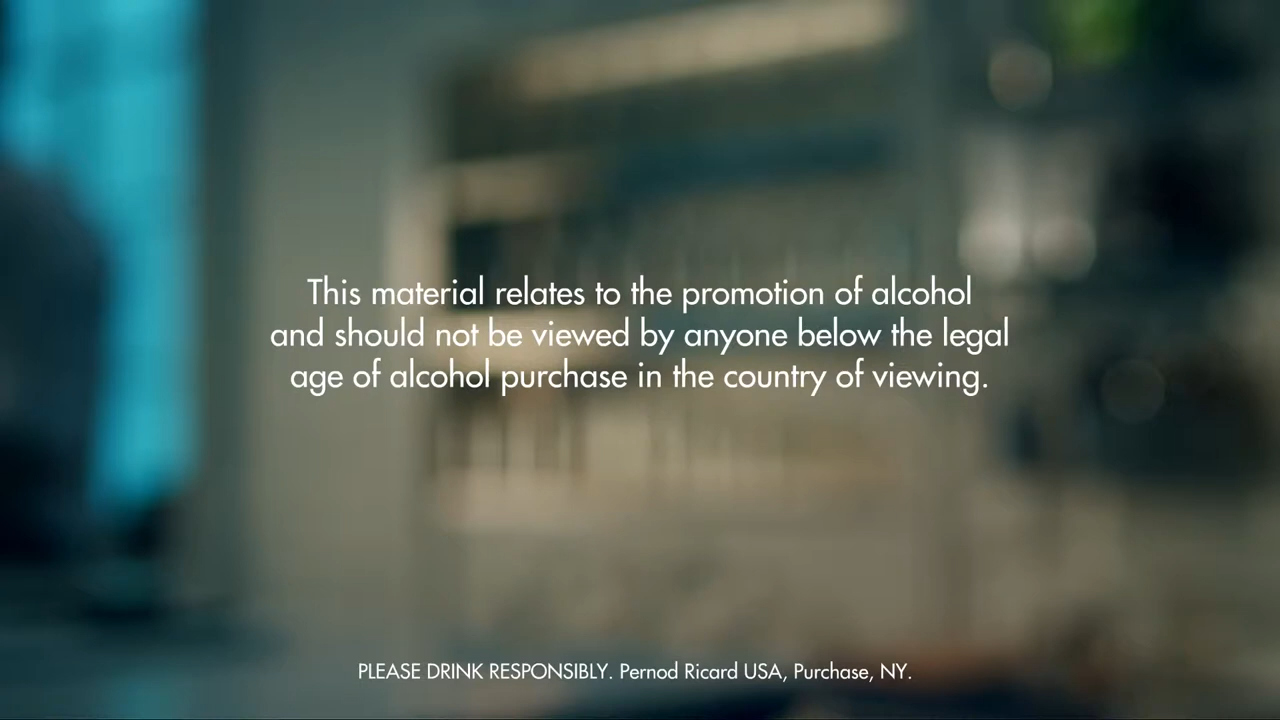 This material relates to the promotion of alcohol
and should not be viewed by anyone below the legal
age of alcohol purchase in the country of viewing.
PLEASE DRINK RESPONSIBLY. Pernod Ricard USA, Purchase, NY.